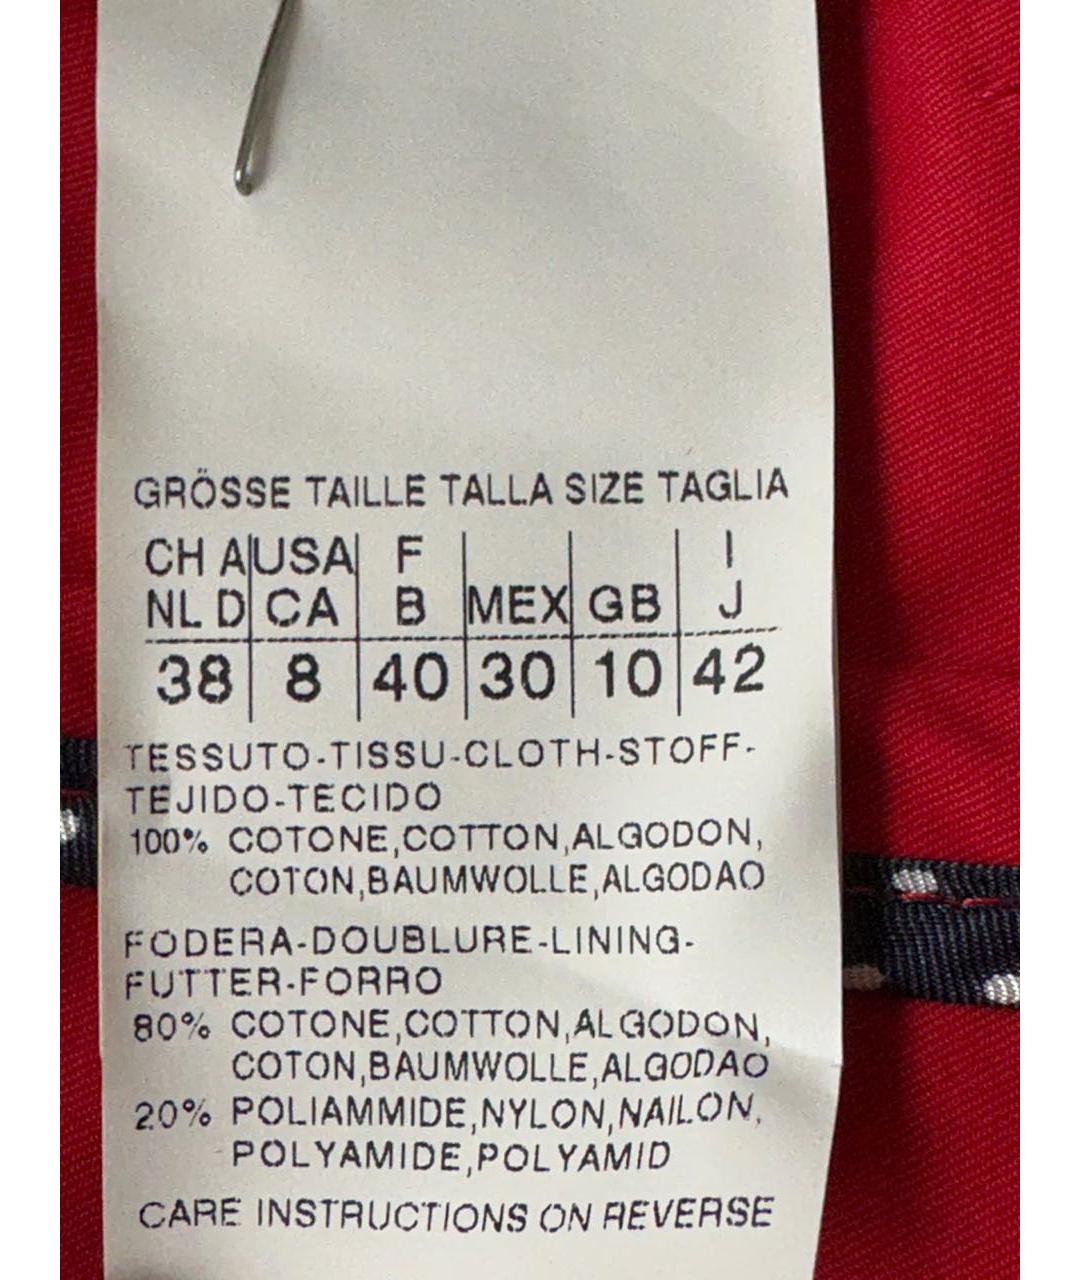 GRÖSSE TAILLE TALLA SIZE TAGLIA
CH A USA F I
NL D CA B MEX GB J
38 8 40 30 10 42
TESSUTO-TISSU-CLOTH-STOFF-
TEJIDO-TECIDO
100% COTONE,COTTON,ALGODON,
COTON,BAUMWOLLE,ALGODAO
FODERA-DOUBLURE-LINING-
FUTTER-FORRO
80% COTONE,COTTON,ALGODON,
COTON,BAUMWOLLE,ALGODAO
20% POLIAMMIDE,NYLON,NAILON,
POLYAMIDE,POLYAMID
CARE INSTRUCTIONS ON REVERSE